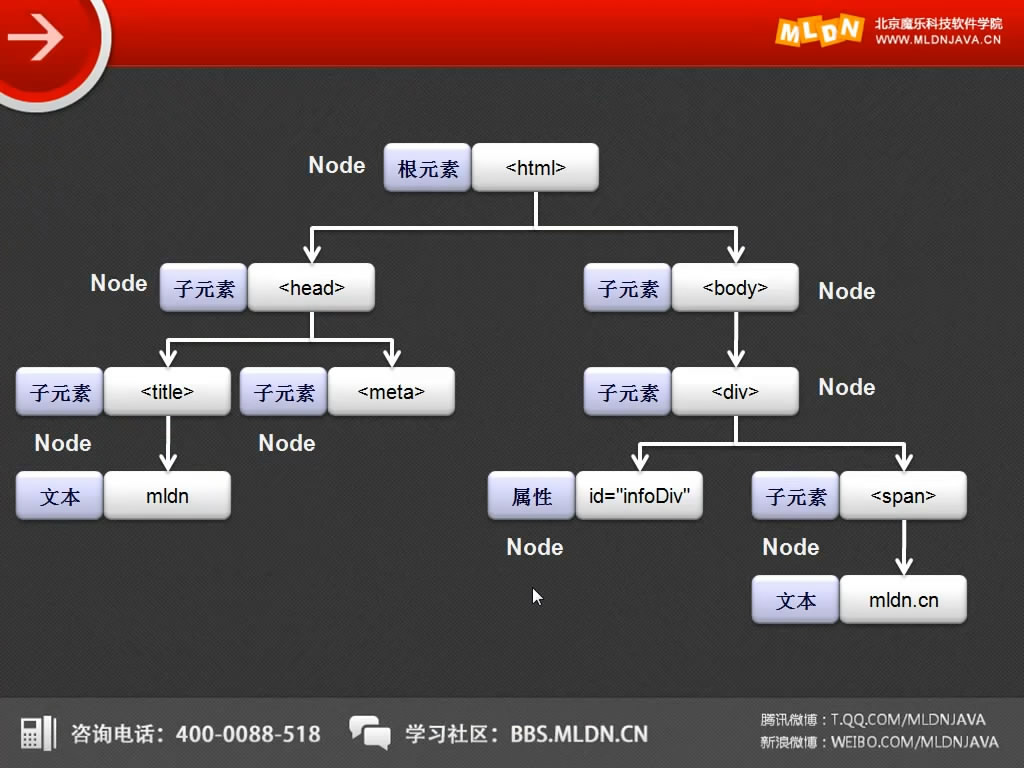 MLDN 北京魔乐科技软件学院
WWW.MLDNJAVA.CN
Node 根元素 <html>
Node 子元素 <head> 子元素 <body> Node
子元素 <title> 子元素 <meta> 子元素 <div> Node
Node Node
文本 mldn 属性 id="infoDiv" 子元素 <span>
Node Node
文本 mldn.cn
咨询电话：400-0088-518 学习社区：BBS.MLDN.CN
腾讯微博：T.QQ.COM/MLDNJAVA
新浪微博：WEIBO.COM/MLDNJAVA